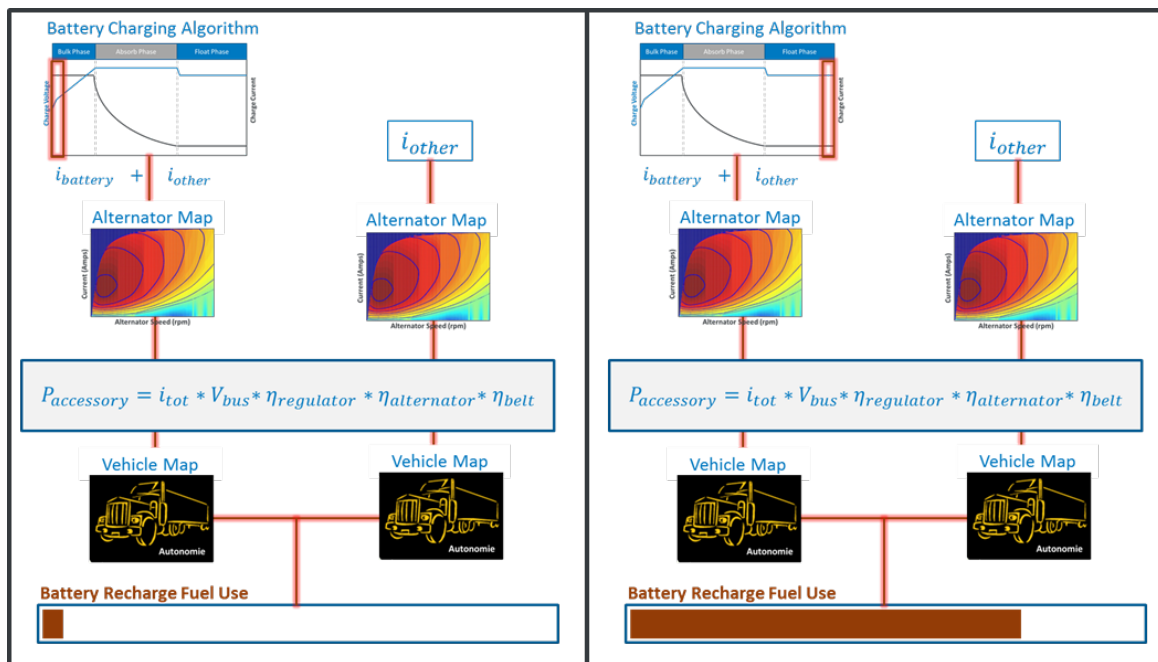 Battery Charging Algorithm
Bulk Phase Absorb Phase Float Phase
Charge Voltage
Charge Current
i_other
i_battery + i_other
Alternator Map
Alternator Map
Current (Amps)
Current (Amps)
Alternator Speed (rpm)
Alternator Speed (rpm)
P_accessory = i_tot * V_bus * η_regulator * η_alternator * η_belt
Vehicle Map
Vehicle Map
Autonomie
Autonomie
Battery Recharge Fuel Use
Battery Charging Algorithm
Bulk Phase Absorb Phase Float Phase
Charge Voltage
Charge Current
i_other
i_battery + i_other
Alternator Map
Alternator Map
Current (Amps)
Current (Amps)
Alternator Speed (rpm)
Alternator Speed (rpm)
P_accessory = i_tot * V_bus * η_regulator * η_alternator * η_belt
Vehicle Map
Vehicle Map
Autonomie
Autonomie
Battery Recharge Fuel Use